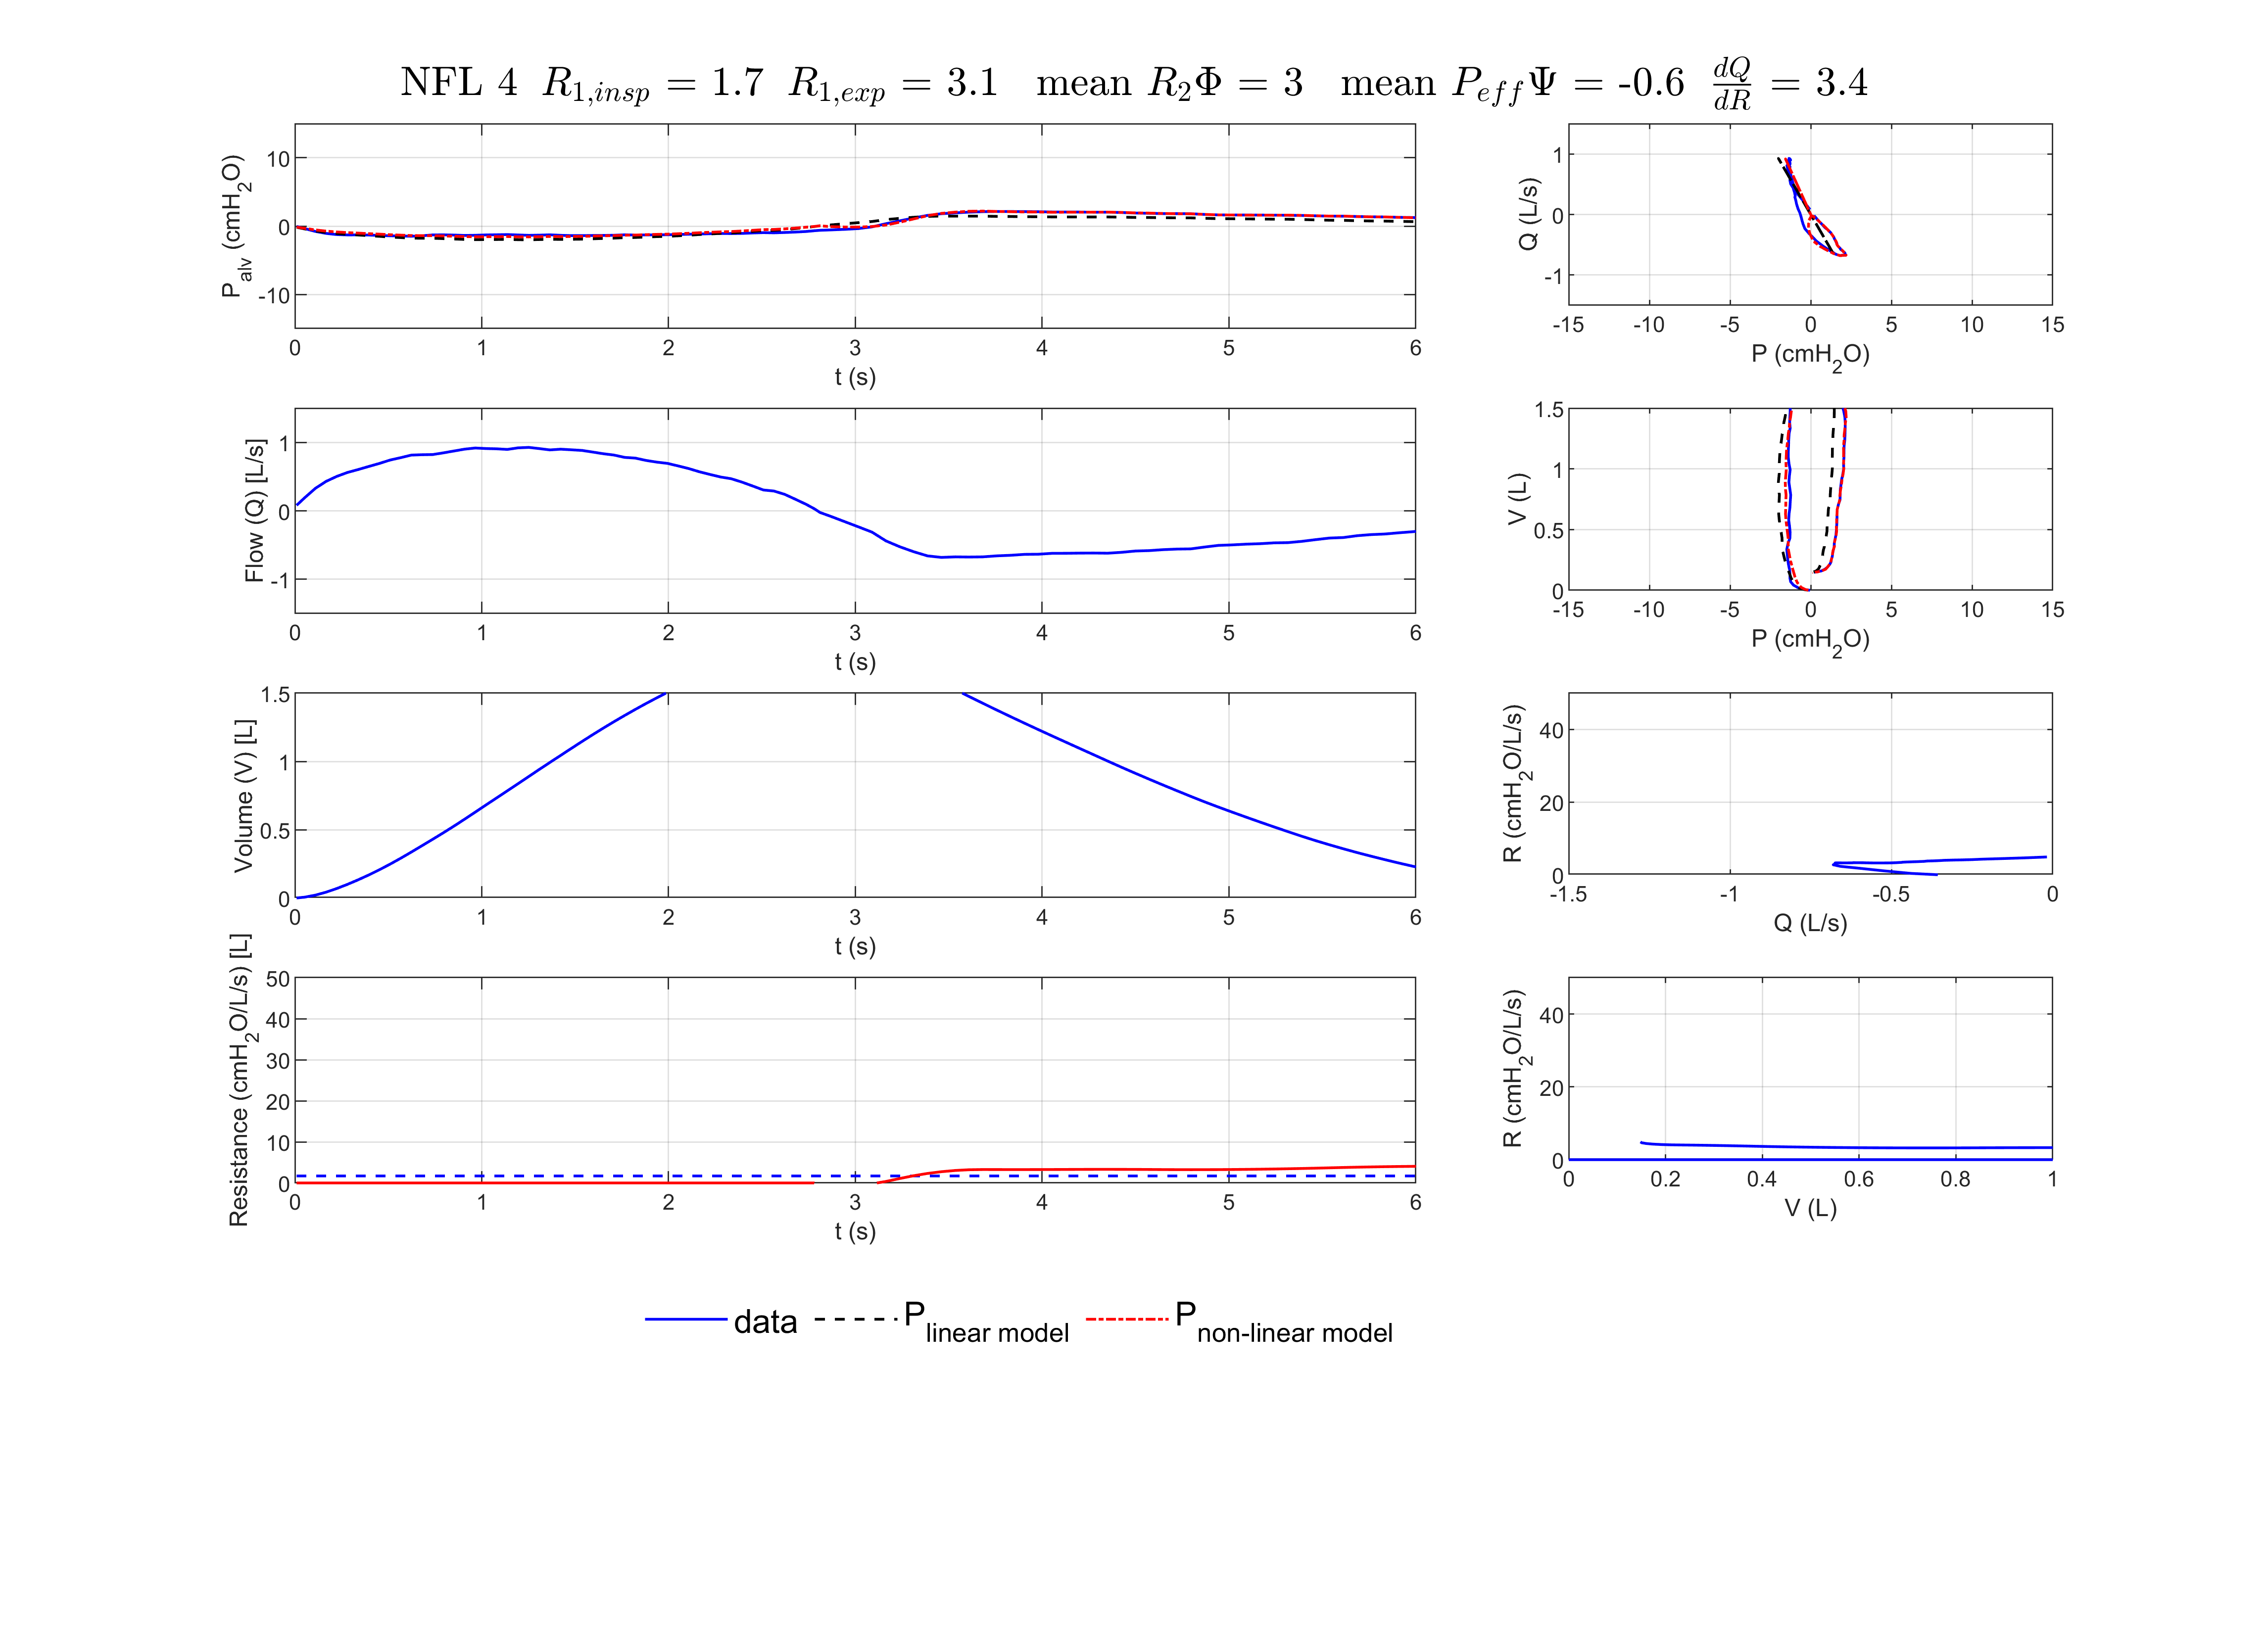 NFL 4 R1,insp = 1.7 R1,exp = 3.1 mean R2Φ = 3 mean PeffΨ = -0.6 dQ/dR = 3.4
10
0
-10
Palv (cmH2O)
0 1 2 3 4 5 6
t (s)
1
0
-1
Q (L/s)
-15 -10 -5 0 5 10 15
P (cmH2O)
1
0
-1
Flow (Q) [L/s]
0 1 2 3 4 5 6
t (s)
1.5
1
0.5
0
V (L)
-15 -10 -5 0 5 10 15
P (cmH2O)
1.5
1
0.5
0
Volume (V) [L]
0 1 2 3 4 5 6
t (s)
40
20
0
R (cmH2O/L/s)
-1.5 -1 -0.5 0
Q (L/s)
50
40
30
20
10
0
Resistance (cmH2O/L/s) [L]
0 1 2 3 4 5 6
t (s)
40
20
0
R (cmH2O/L/s)
0 0.2 0.4 0.6 0.8 1
V (L)
data Plinear model Pnon-linear model